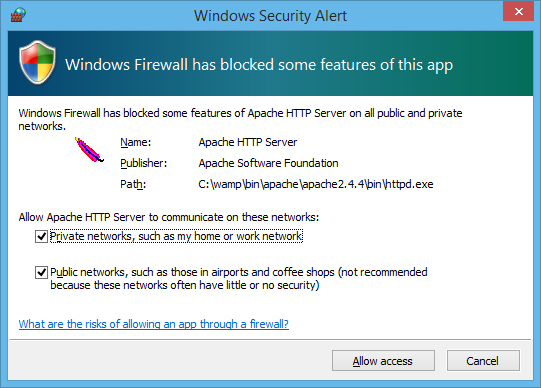 Windows Security Alert
Windows Firewall has blocked some features of this app
Windows Firewall has blocked some features of Apache HTTP Server on all public and private
networks.
Name: Apache HTTP Server
Publisher: Apache Software Foundation
Path: C:\wamp\bin\apache\apache2.4.4\bin\httpd.exe
Allow Apache HTTP Server to communicate on these networks:
Private networks, such as my home or work network
Public networks, such as those in airports and coffee shops (not recommended
because these networks often have little or no security)
What are the risks of allowing an app through a firewall?
Allow access
Cancel